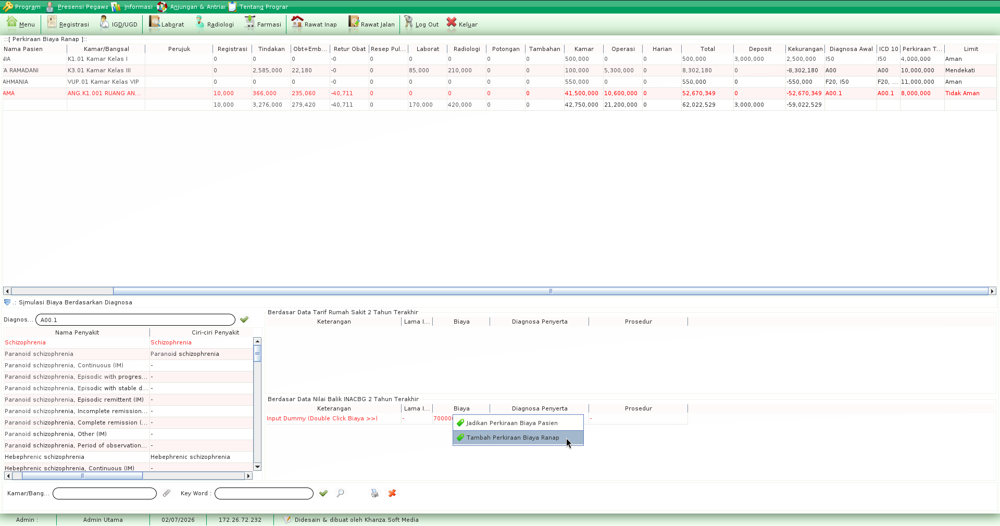 Program Presensi Pegawa Informasi Anjungan & Antrian Tentang Prograr
Menu Registrasi IGD/UGD Laborat Radiologi Farmasi Rawat Inap Rawat Jalan Log Out Keluar
::[ Perkiraan Biaya Ranap ]::
Nama Pasien Kamar/Bangsal Perujuk Registrasi Tindakan Obt+Emb... Retur Obat Resep Pul... Laborat Radiologi Potongan Tambahan Kamar Operasi Harian Total Deposit Kekurangan Diagnosa Awal ICD 10 Perkiraan T... Limit
NIA K1.01 Kamar Kelas I 0 0 0 -0 0 0 0 0 0 500,000 0 0 500,000 3,000,000 2,500,000 I50 I50 4,000,000 Aman
A RAMADANI K3.01 Kamar Kelas III 0 2,585,000 22,180 -0 0 85,000 210,000 0 0 100,000 5,300,000 0 8,302,180 0 -8,302,180 A00 A00 10,000,000 Mendekati
AHMANIA VUP.01 Kamar Kelas VIP 0 0 0 -0 0 0 0 0 0 550,000 0 0 550,000 0 -550,000 F20, I50 F20, ... 11,000,000 Aman
AMA ANG.K1.001 RUANG AN... 10,000 366,000 235,060 -40,711 0 0 0 0 0 41,500,000 10,600,000 0 52,670,349 0 -52,670,349 A00.1 A00.1 8,000,000 Tidak Aman
10,000 3,276,000 279,420 -40,711 0 170,000 420,000 0 0 42,750,000 21,200,000 0 62,022,529 3,000,000 -59,022,529
.: Simulasi Biaya Berdasarkan Diagnosa
Diagnos... A00.1
Nama Penyakit Ciri-ciri Penyakit
Schizophrenia Schizophrenia
Paranoid schizophrenia Paranoid schizophrenia
Paranoid schizophrenia, Continuous (IM) -
Paranoid schizophrenia, Episodic with progres... -
Paranoid schizophrenia, Episodic with stable d... -
Paranoid schizophrenia, Episodic remittent (IM) -
Paranoid schizophrenia, Incomplete remission... -
Paranoid schizophrenia, Complete remission (... -
Paranoid schizophrenia, Other (IM) -
Paranoid schizophrenia, Period of observation... -
Hebephrenic schizophrenia Hebephrenic schizophrenia
Hebephrenic schizophrenia, Continuous (IM) -
Berdasar Data Tarif Rumah Sakit 2 Tahun Terakhir
Keterangan Lama I... Biaya Diagnosa Penyerta Prosedur
Berdasar Data Nilai Balik INACBG 2 Tahun Terakhir
Keterangan Lama I... Biaya Diagnosa Penyerta Prosedur
Input Dummy (Double Click Biaya >>) - 70000 -
Jadikan Perkiraan Biaya Pasien
Tambah Perkiraan Biaya Ranap
Kamar/Bang... Key Word :
Admin : Admin Utama 02/07/2026 172.26.72.232 Didesain & dibuat oleh Khanza.Soft Media